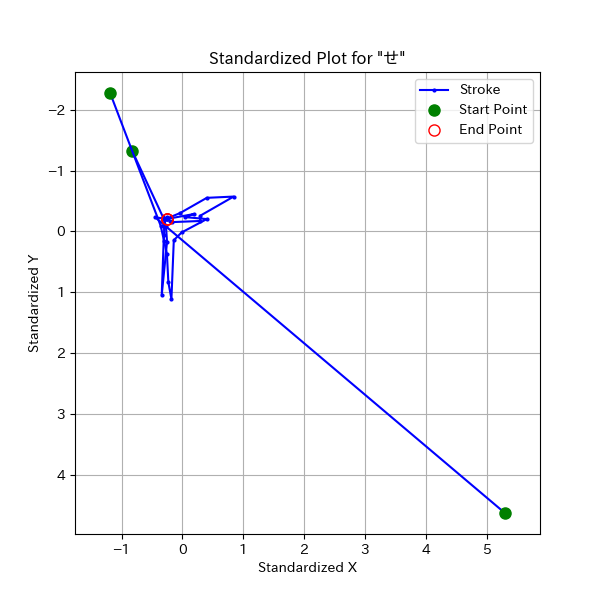 Standardized Plot for "せ"
Stroke
Start Point
End Point
−2
−1
0
1
2
3
4
Standardized Y
−1
0
1
2
3
4
5
Standardized X